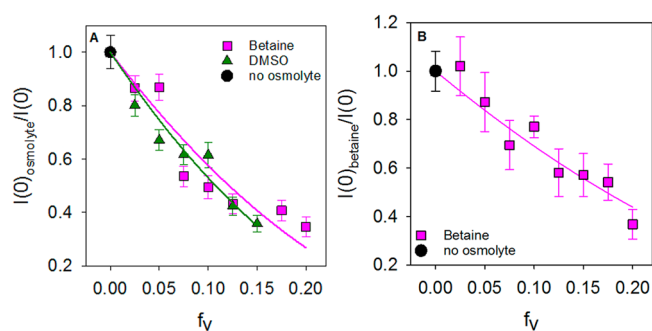 A
Betaine
DMSO
no osmolyte
I(0)osmolyte/I(0)
1.0
0.8
0.6
0.4
0.2
0.00 0.05 0.10 0.15 0.20
fV
B
I(0)betaine/I(0)
1.2
1.0
0.8
0.6
0.4
0.2
Betaine
no osmolyte
0.00 0.05 0.10 0.15 0.20
fV